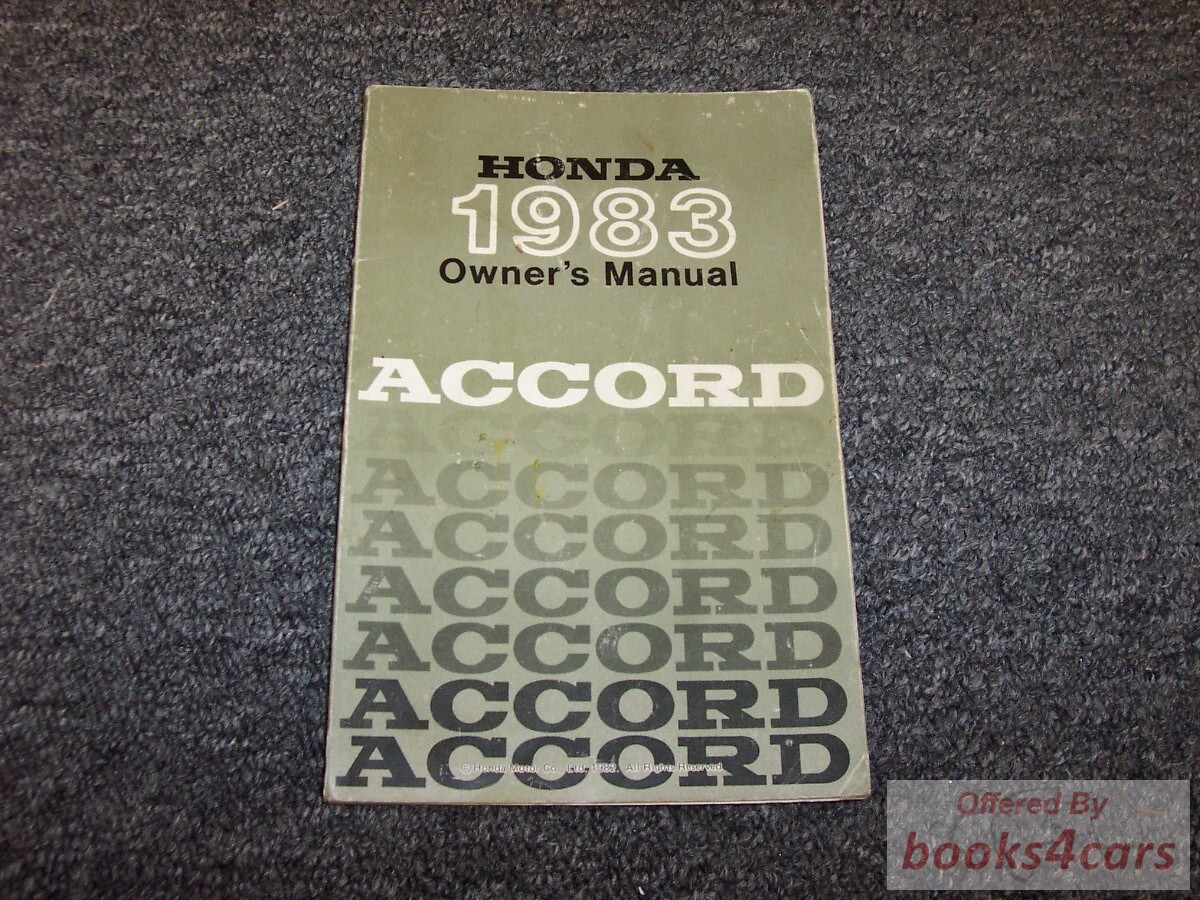 HONDA
1983
Owner's Manual
ACCORD
ACCORD
ACCORD
ACCORD
ACCORD
ACCORD
ACCORD
ACCORD
© Honda Motor Co., Ltd. 1982. All Rights Reserved.
Offered By
books4cars